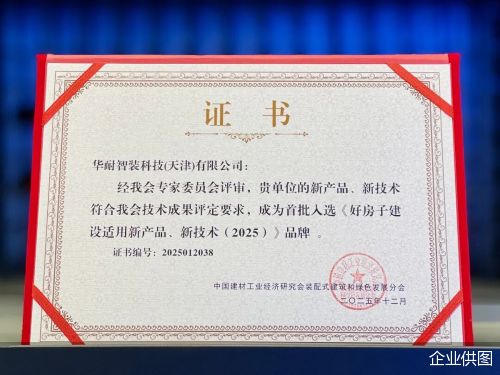 证书
华耐智装科技(天津)有限公司：
经我会专家委员会评审，贵单位的新产品、新技术
符合我会技术成果评定要求，成为首批入选《好房子建
设适用新产品、新技术（2025）》品牌 。
证书编号：2025012038
中国建材工业经济研究会装配式建筑和绿色发展分会
二〇二五年十二月
企业供图